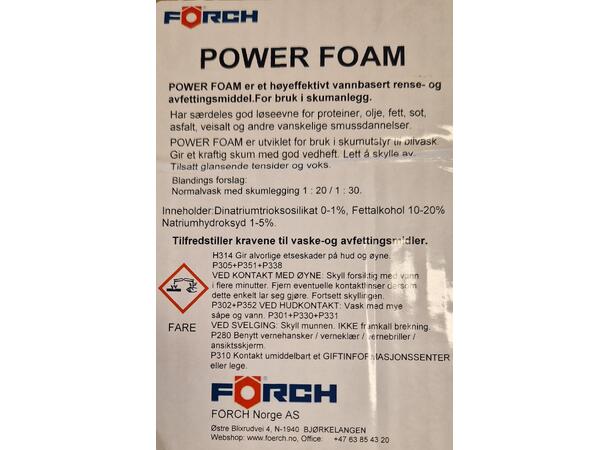 FÖRCH
POWER FOAM
POWER FOAM er et høyeffektivt vannbasert rense- og
avfettingsmiddel.For bruk i skumanlegg.
Har særdeles god løseevne for proteiner, olje, fett, sot,
asfalt, veisalt og andre vanskelige smussdannelser.
POWER FOAM er utviklet for bruk i skumutstyr til bilvask.
Gir et kraftig skum med god vedheft. Lett å skylle av.
Tilsatt glansende tensider og voks.
Blandings forslag:
Normalvask med skumlegging 1 : 20 / 1 : 30.
Inneholder:Dinatriumtrioksosilikat 0-1%, Fettalkohol 10-20%
Natriumhydroksyd 1-5%.
Tilfredstiller kravene til vaske-og avfettingsmidler.
H314 Gir alvorlige etseskader på hud og øyne.
P305+P351+P338
VED KONTAKT MED ØYNE: Skyll forsiktig med vann
i flere minutter. Fjern eventuelle kontaktlinser dersom
dette enkelt lar seg gjøre. Fortsett skyllingen.
P302+P352 VED HUDKONTAKT: Vask med mye
såpe og vann. P301+P330+P331
VED SVELGING: Skyll munnen. IKKE framkall brekning.
P280 Benytt vernehansker / verneklær / vernebriller /
ansiktsskjerm.
P310 Kontakt umiddelbart et GIFTINFORMASJONSSENTER
eller lege.
FARE
FÖRCH
FÖRCH Norge AS
Østre Blixrudvei 4, N-1940 BJØRKELANGEN
Webshop: www.foerch.no, Office: +47 63 85 43 20